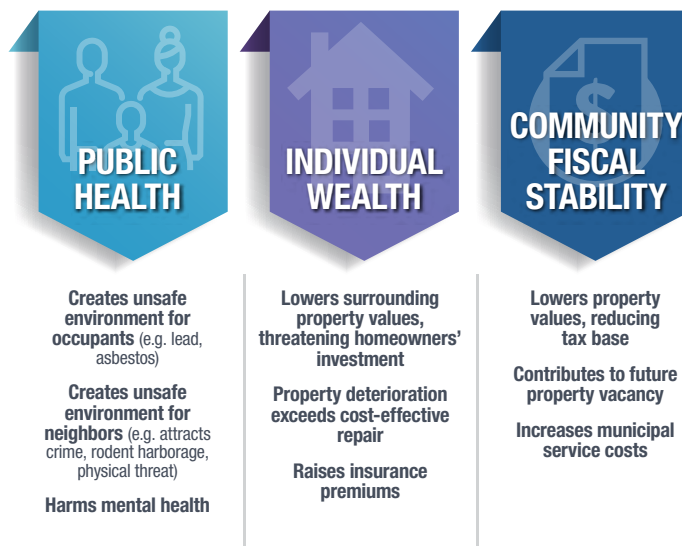 PUBLIC
HEALTH
Creates unsafe
environment for
occupants (e.g. lead,
asbestos)
Creates unsafe
environment for
neighbors (e.g. attracts
crime, rodent harborage,
physical threat)
Harms mental health
INDIVIDUAL
WEALTH
Lowers surrounding
property values,
threatening homeowners’
investment
Property deterioration
exceeds cost-effective
repair
Raises insurance
premiums
$
COMMUNITY
FISCAL
STABILITY
Lowers property
values, reducing
tax base
Contributes to future
property vacancy
Increases municipal
service costs